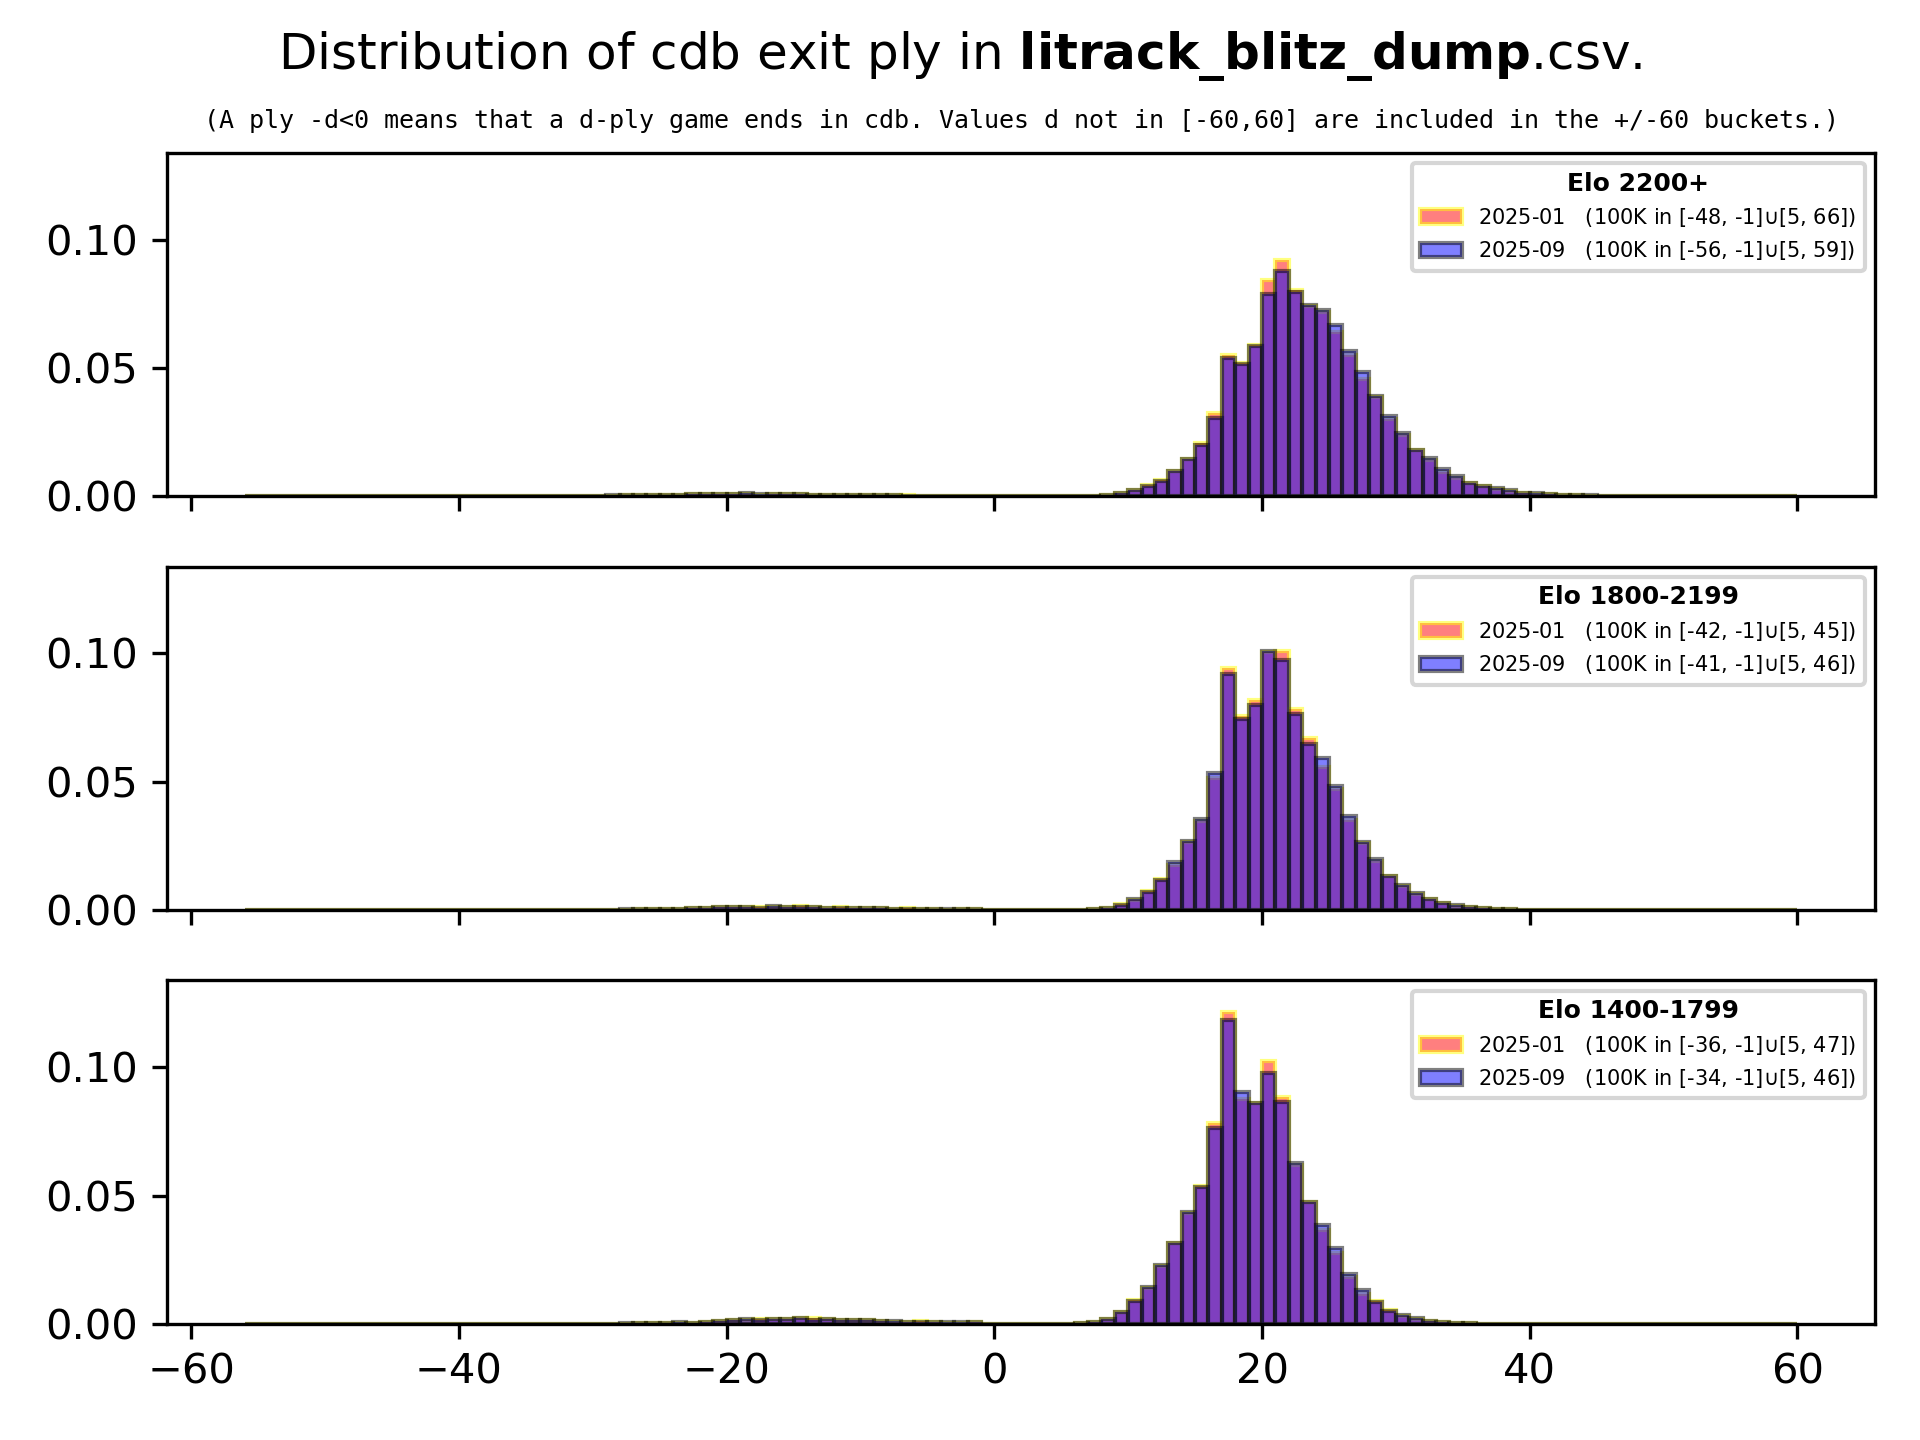 Distribution of cdb exit ply in litrack_blitz_dump.csv.
(A ply -d<0 means that a d-ply game ends in cdb. Values d not in [-60,60] are included in the +/-60 buckets.)
Elo 2200+
2025-01 (100K in [-48, -1]∪[5, 66])
2025-09 (100K in [-56, -1]∪[5, 59])
0.10
0.05
0.00
Elo 1800-2199
2025-01 (100K in [-42, -1]∪[5, 45])
2025-09 (100K in [-41, -1]∪[5, 46])
0.10
0.05
0.00
Elo 1400-1799
2025-01 (100K in [-36, -1]∪[5, 47])
2025-09 (100K in [-34, -1]∪[5, 46])
0.10
0.05
0.00
−60 −40 −20 0 20 40 60